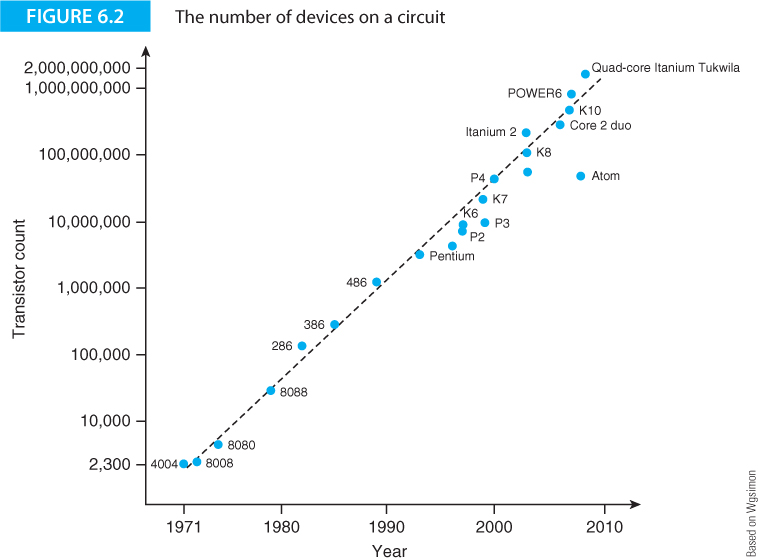 FIGURE 6.2 The number of devices on a circuit
2,000,000,000
1,000,000,000
100,000,000
10,000,000
1,000,000
100,000
10,000
2,300
Transistor count
Quad-core Itanium Tukwila
POWER6
K10
Core 2 duo
Itanium 2
K8
P4
Atom
K7
K6
P3
P2
Pentium
486
386
286
8088
8080
4004
8008
1971
1980
1990
2000
2010
Year
Based on Wgsimon